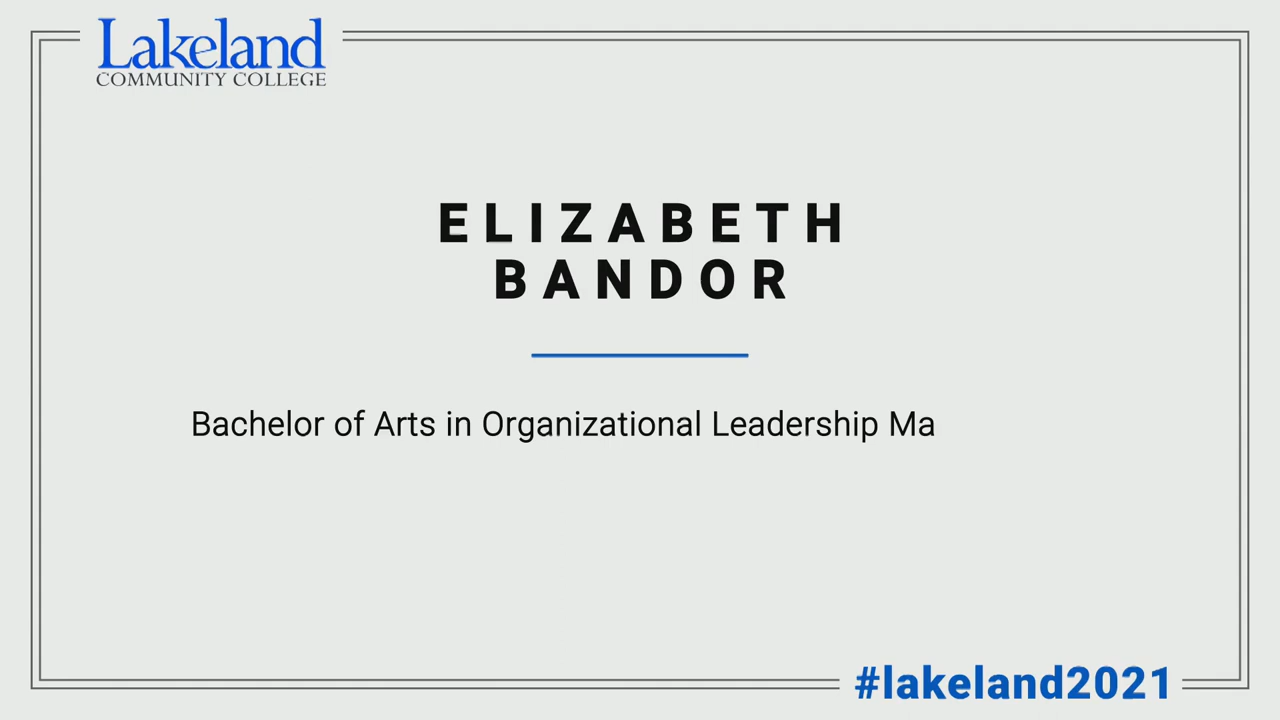 Lakeland
COMMUNITY COLLEGE
ELIZABETH
BANDOR
Bachelor of Arts in Organizational Leadership Ma
#lakeland2021